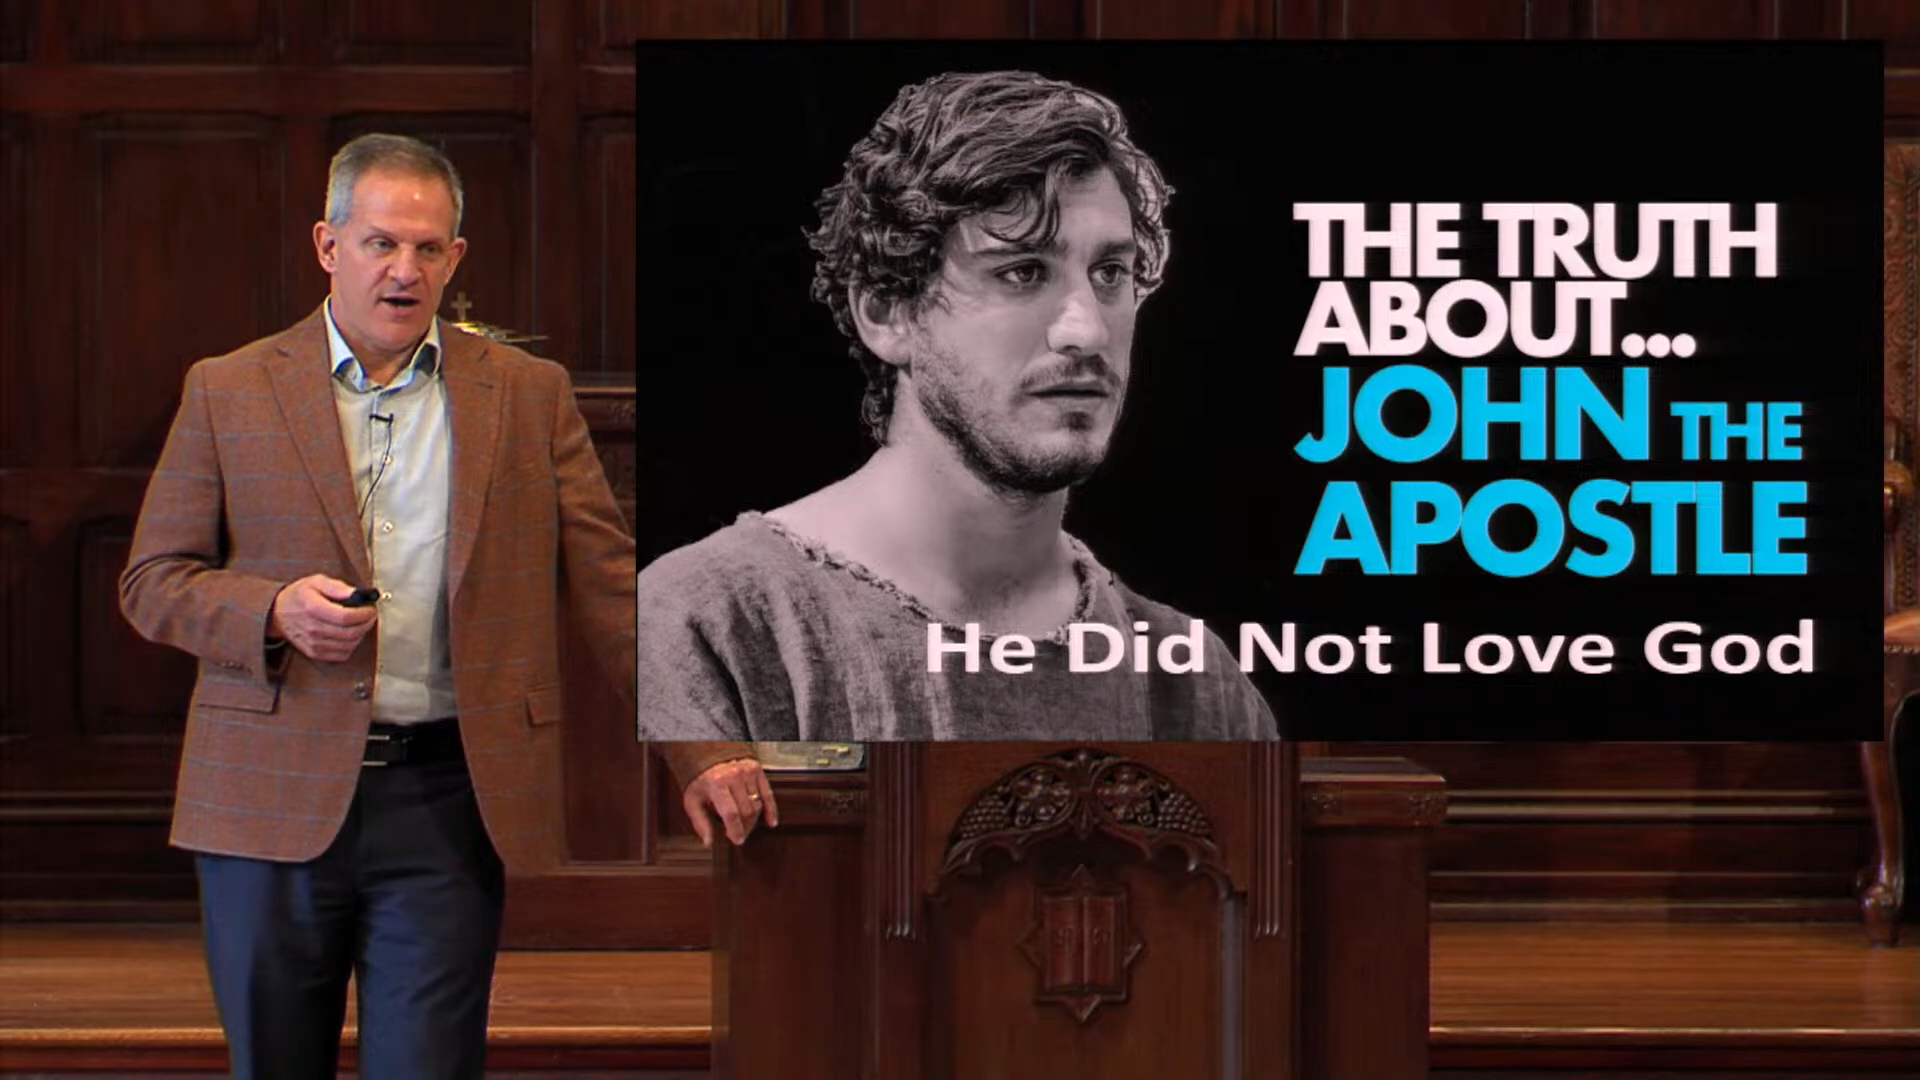 THE TRUTH
ABOUT...
JOHN THE
APOSTLE
He Did Not Love God